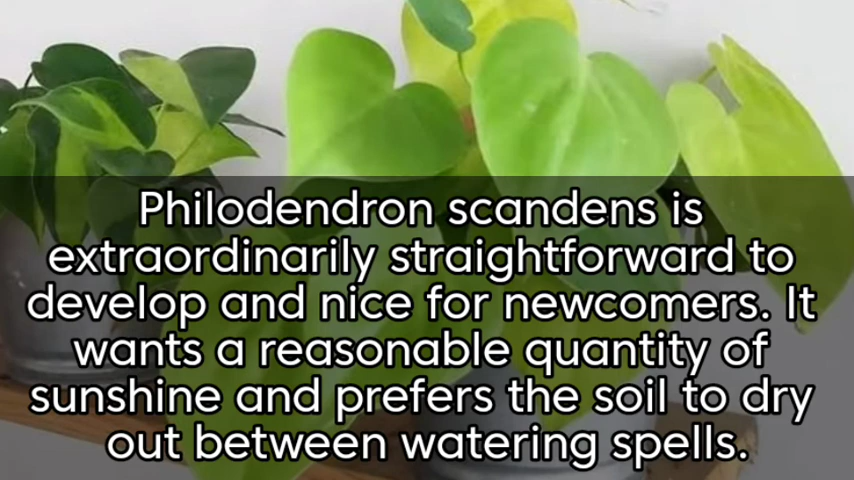 Philodendron scandens is
extraordinarily straightforward to
develop and nice for newcomers. It
wants a reasonable quantity of
sunshine and prefers the soil to dry
out between watering spells.